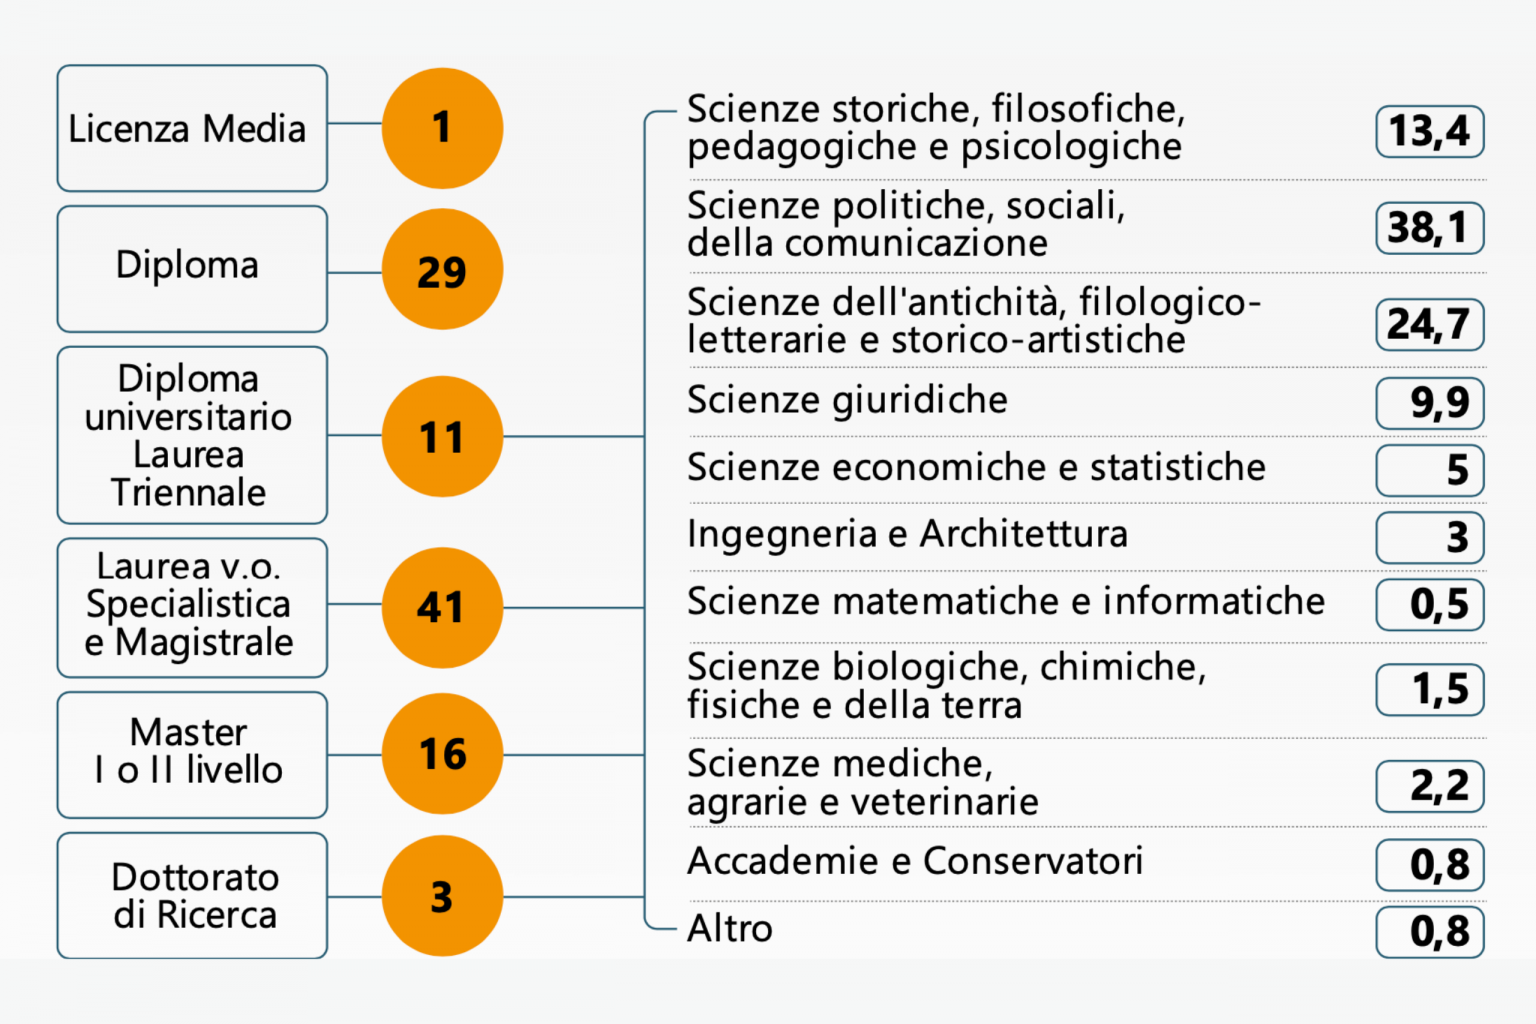 Licenza Media
1
Diploma
29
Diploma
universitario
Laurea
Triennale
11
Laurea v.o.
Specialistica
e Magistrale
41
Master
I o II livello
16
Dottorato
di Ricerca
3
Scienze storiche, filosofiche,
pedagogiche e psicologiche
13,4
Scienze politiche, sociali,
della comunicazione
38,1
Scienze dell'antichità, filologico-
letterarie e storico-artistiche
24,7
Scienze giuridiche
9,9
Scienze economiche e statistiche
5
Ingegneria e Architettura
3
Scienze matematiche e informatiche
0,5
Scienze biologiche, chimiche,
fisiche e della terra
1,5
Scienze mediche,
agrarie e veterinarie
2,2
Accademie e Conservatori
0,8
Altro
0,8